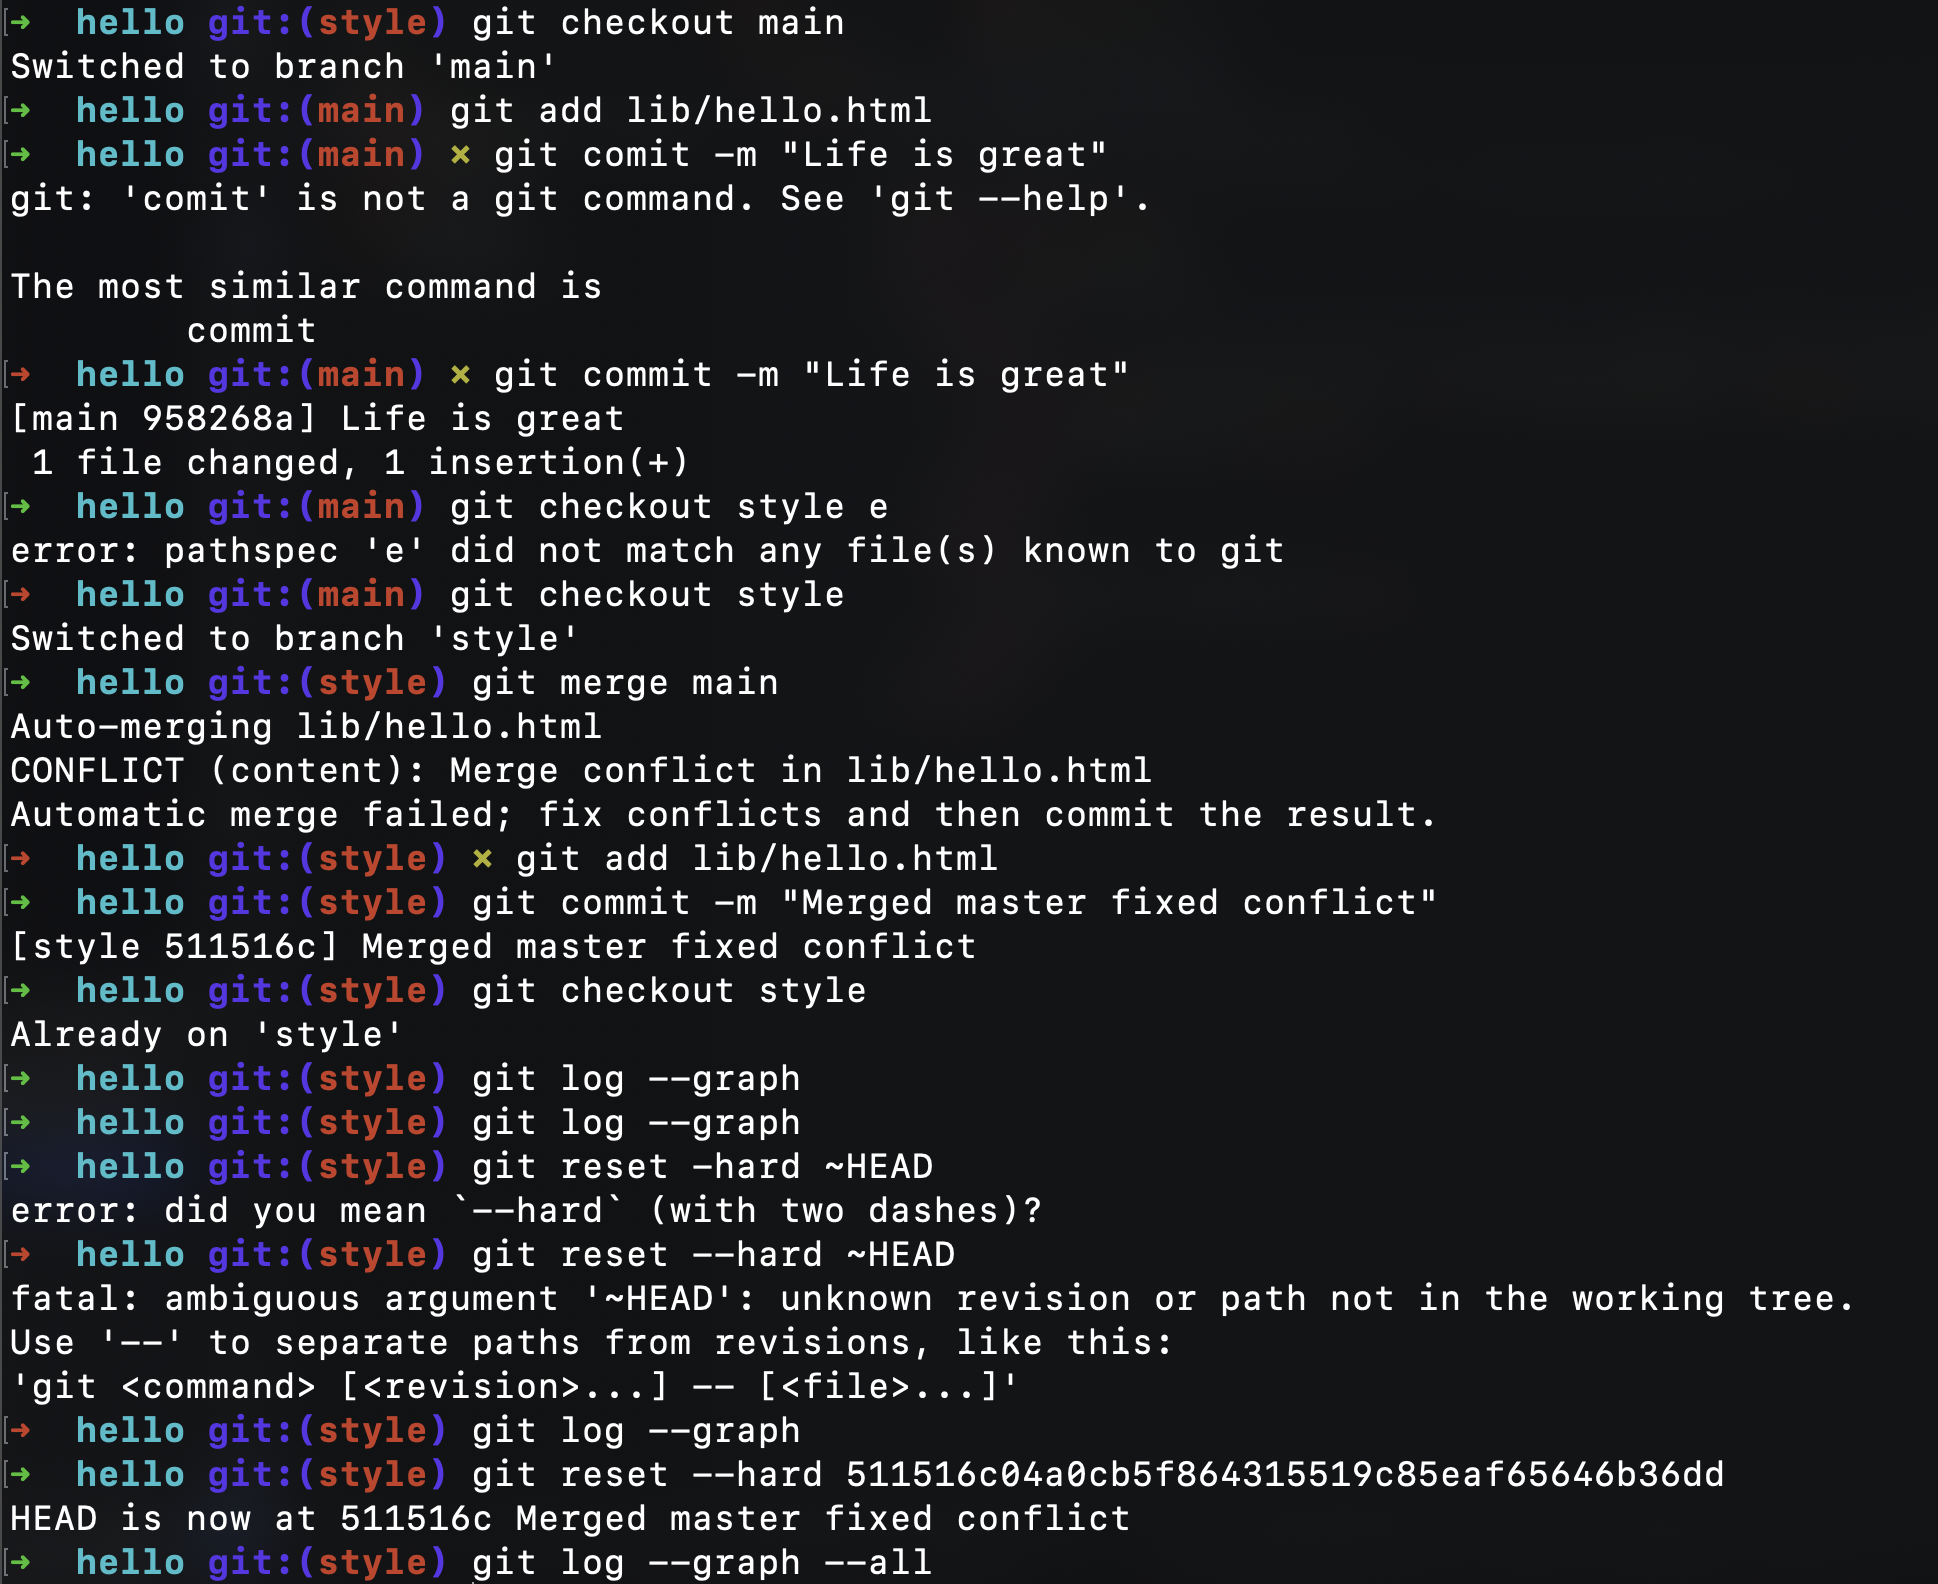 ➜  hello git:(style) git checkout main
Switched to branch 'main'
➜  hello git:(main) git add lib/hello.html
➜  hello git:(main) ✗ git comit -m "Life is great"
git: 'comit' is not a git command. See 'git --help'.

The most similar command is
        commit
➜  hello git:(main) ✗ git commit -m "Life is great"
[main 958268a] Life is great
 1 file changed, 1 insertion(+)
➜  hello git:(main) git checkout style e
error: pathspec 'e' did not match any file(s) known to git
➜  hello git:(main) git checkout style
Switched to branch 'style'
➜  hello git:(style) git merge main
Auto-merging lib/hello.html
CONFLICT (content): Merge conflict in lib/hello.html
Automatic merge failed; fix conflicts and then commit the result.
➜  hello git:(style) ✗ git add lib/hello.html
➜  hello git:(style) git commit -m "Merged master fixed conflict"
[style 511516c] Merged master fixed conflict
➜  hello git:(style) git checkout style
Already on 'style'
➜  hello git:(style) git log --graph
➜  hello git:(style) git log --graph
➜  hello git:(style) git reset -hard ~HEAD
error: did you mean `--hard` (with two dashes)?
➜  hello git:(style) git reset --hard ~HEAD
fatal: ambiguous argument '~HEAD': unknown revision or path not in the working tree.
Use '--' to separate paths from revisions, like this:
'git <command> [<revision>...] -- [<file>...]'
➜  hello git:(style) git log --graph
➜  hello git:(style) git reset --hard 511516c04a0cb5f864315519c85eaf65646b36dd
HEAD is now at 511516c Merged master fixed conflict
➜  hello git:(style) git log --graph --all